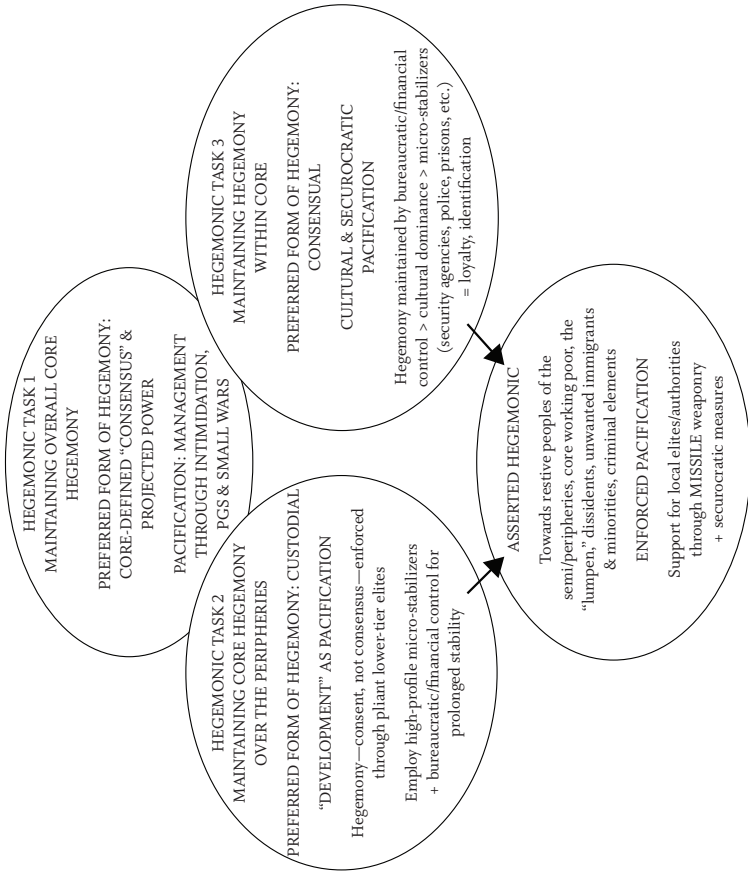 HEGEMONIC TASK 1
MAINTAINING OVERALL CORE
HEGEMONY
PREFERRED FORM OF HEGEMONY:
CORE-DEFINED “CONSENSUS” &
PROJECTED POWER
PACIFICATION: MANAGEMENT
THROUGH INTIMIDATION,
PGS & SMALL WARS
HEGEMONIC TASK 2
MAINTAINING CORE HEGEMONY
OVER THE PERIPHERIES
PREFERRED FORM OF HEGEMONY: CUSTODIAL
“DEVELOPMENT” AS PACIFICATION
Hegemony—consent, not consensus—enforced
through pliant lower-tier elites
Employ high-profile micro-stabilizers
+ bureaucratic/financial control for
prolonged stability
HEGEMONIC TASK 3
MAINTAINING HEGEMONY
WITHIN CORE
PREFERRED FORM OF HEGEMONY:
CONSENSUAL
CULTURAL & SECUROCRATIC
PACIFICATION
Hegemony maintained by bureaucratic/financial
control > cultural dominance > micro-stabilizers
(security agencies, police, prisons, etc.)
= loyalty, identification
ASSERTED HEGEMONIC
Towards restive peoples of the
semi/peripheries, core working poor, the
“lumpen,” dissidents, unwanted immigrants
& minorities, criminal elements
ENFORCED PACIFICATION
Support for local elites/authorities
through MISSILE weaponry
+ securocratic measures